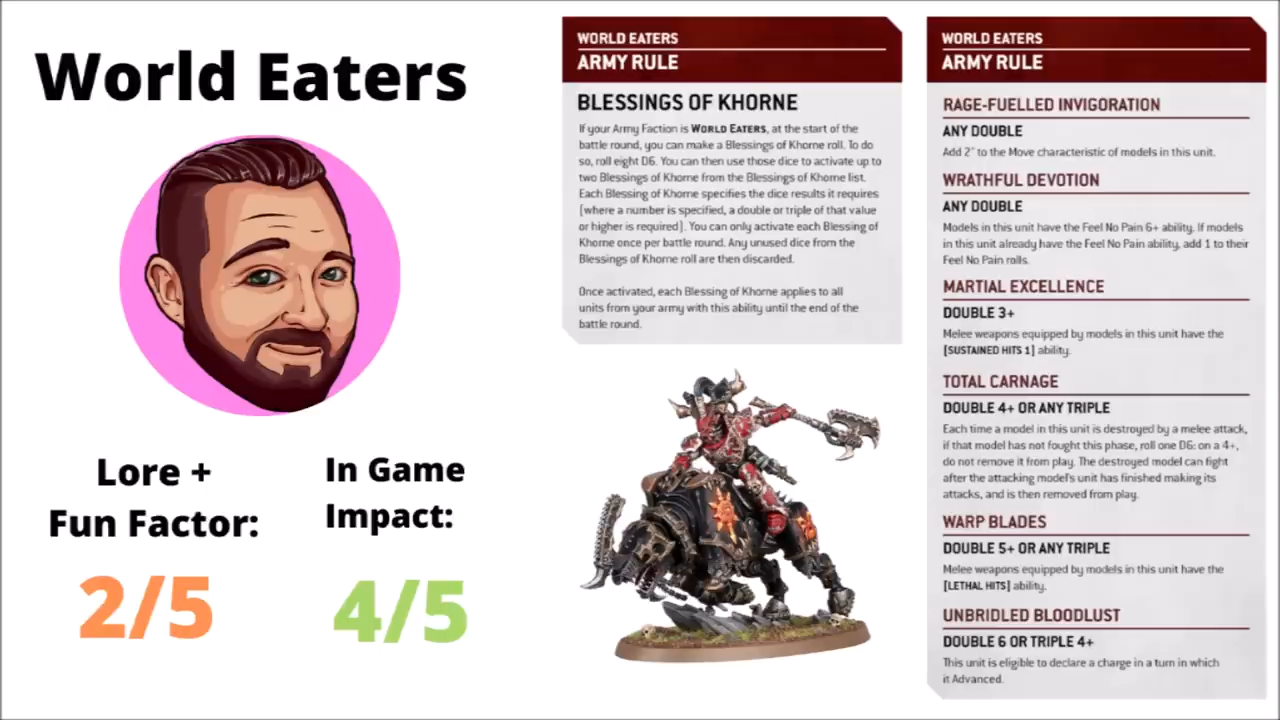 World Eaters
Lore +
Fun Factor:
2/5
In Game
Impact:
4/5
WORLD EATERS
ARMY RULE
BLESSINGS OF KHORNE
If your Army Faction is WORLD EATERS, at the start of the
battle round, you can make a Blessings of Khorne roll. To do
so, roll eight D6. You can then use those dice to activate up to
two Blessings of Khorne from the Blessings of Khorne list.
Each Blessing of Khorne specifies the dice results it requires
[where a number is specified, a double or triple of that value
or higher is required]. You can only activate each Blessing of
Khorne once per battle round. Any unused dice from the
Blessings of Khorne roll are then discarded.
Once activated, each Blessing of Khorne applies to all
units from your army with this ability until the end of the
battle round.
WORLD EATERS
ARMY RULE
RAGE-FUELLED INVIGORATION
ANY DOUBLE
Add 2" to the Move characteristic of models in this unit.
WRATHFUL DEVOTION
ANY DOUBLE
Models in this unit have the Feel No Pain 6+ ability. If models
in this unit already have the Feel No Pain ability, add 1 to their
Feel No Pain rolls.
MARTIAL EXCELLENCE
DOUBLE 3+
Melee weapons equipped by models in this unit have the
[SUSTAINED HITS 1] ability.
TOTAL CARNAGE
DOUBLE 4+ OR ANY TRIPLE
Each time a model in this unit is destroyed by a melee attack,
if that model has not fought this phase, roll one D6: on a 4+,
do not remove it from play. The destroyed model can fight
after the attacking model's unit has finished making its
attacks, and is then removed from play.
WARP BLADES
DOUBLE 5+ OR ANY TRIPLE
Melee weapons equipped by models in this unit have the
[LETHAL HITS] ability.
UNBRIDLED BLOODLUST
DOUBLE 6 OR TRIPLE 4+
This unit is eligible to declare a charge in a turn in which
it Advanced.